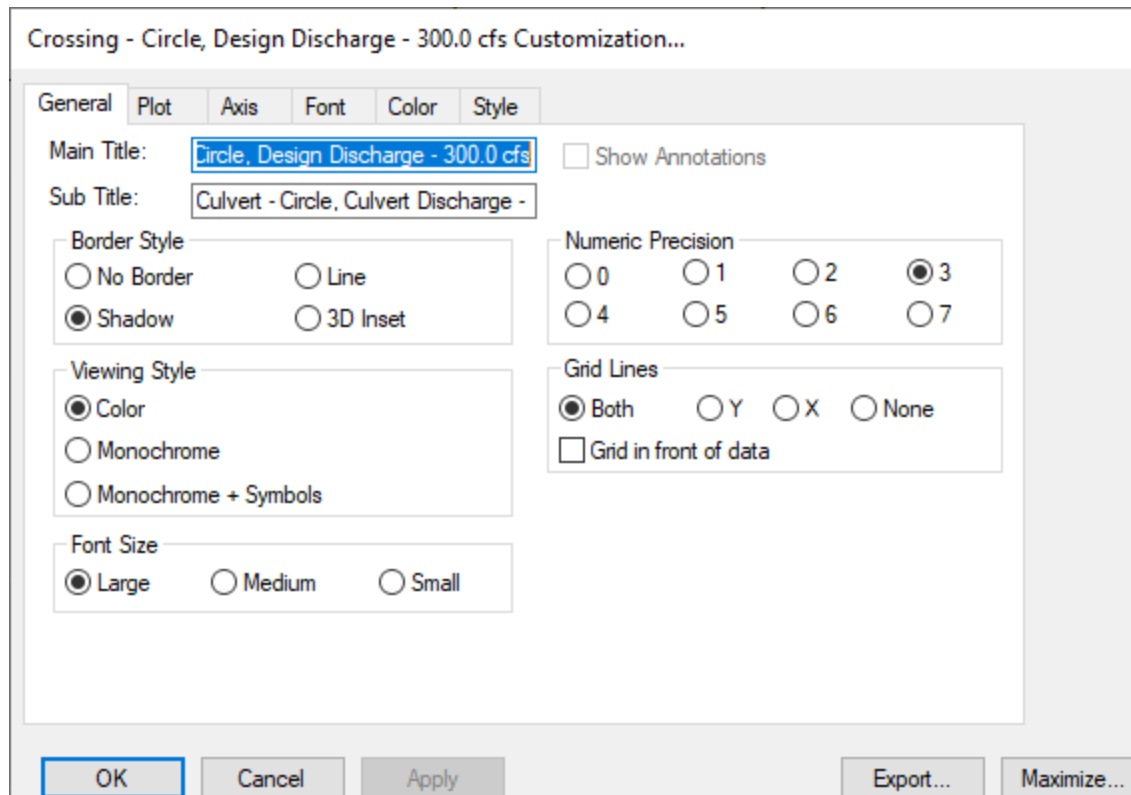 Crossing - Circle, Design Discharge - 300.0 cfs Customization...
General Plot Axis Font Color Style
Main Title: Circle, Design Discharge - 300.0 cfs Show Annotations
Sub Title: Culvert - Circle, Culvert Discharge -
Border Style
No Border Line
Shadow 3D Inset
Numeric Precision
0 1 2 3
4 5 6 7
Viewing Style
Color
Monochrome
Monochrome + Symbols
Grid Lines
Both Y X None
Grid in front of data
Font Size
Large Medium Small
OK Cancel Apply Export... Maximize...